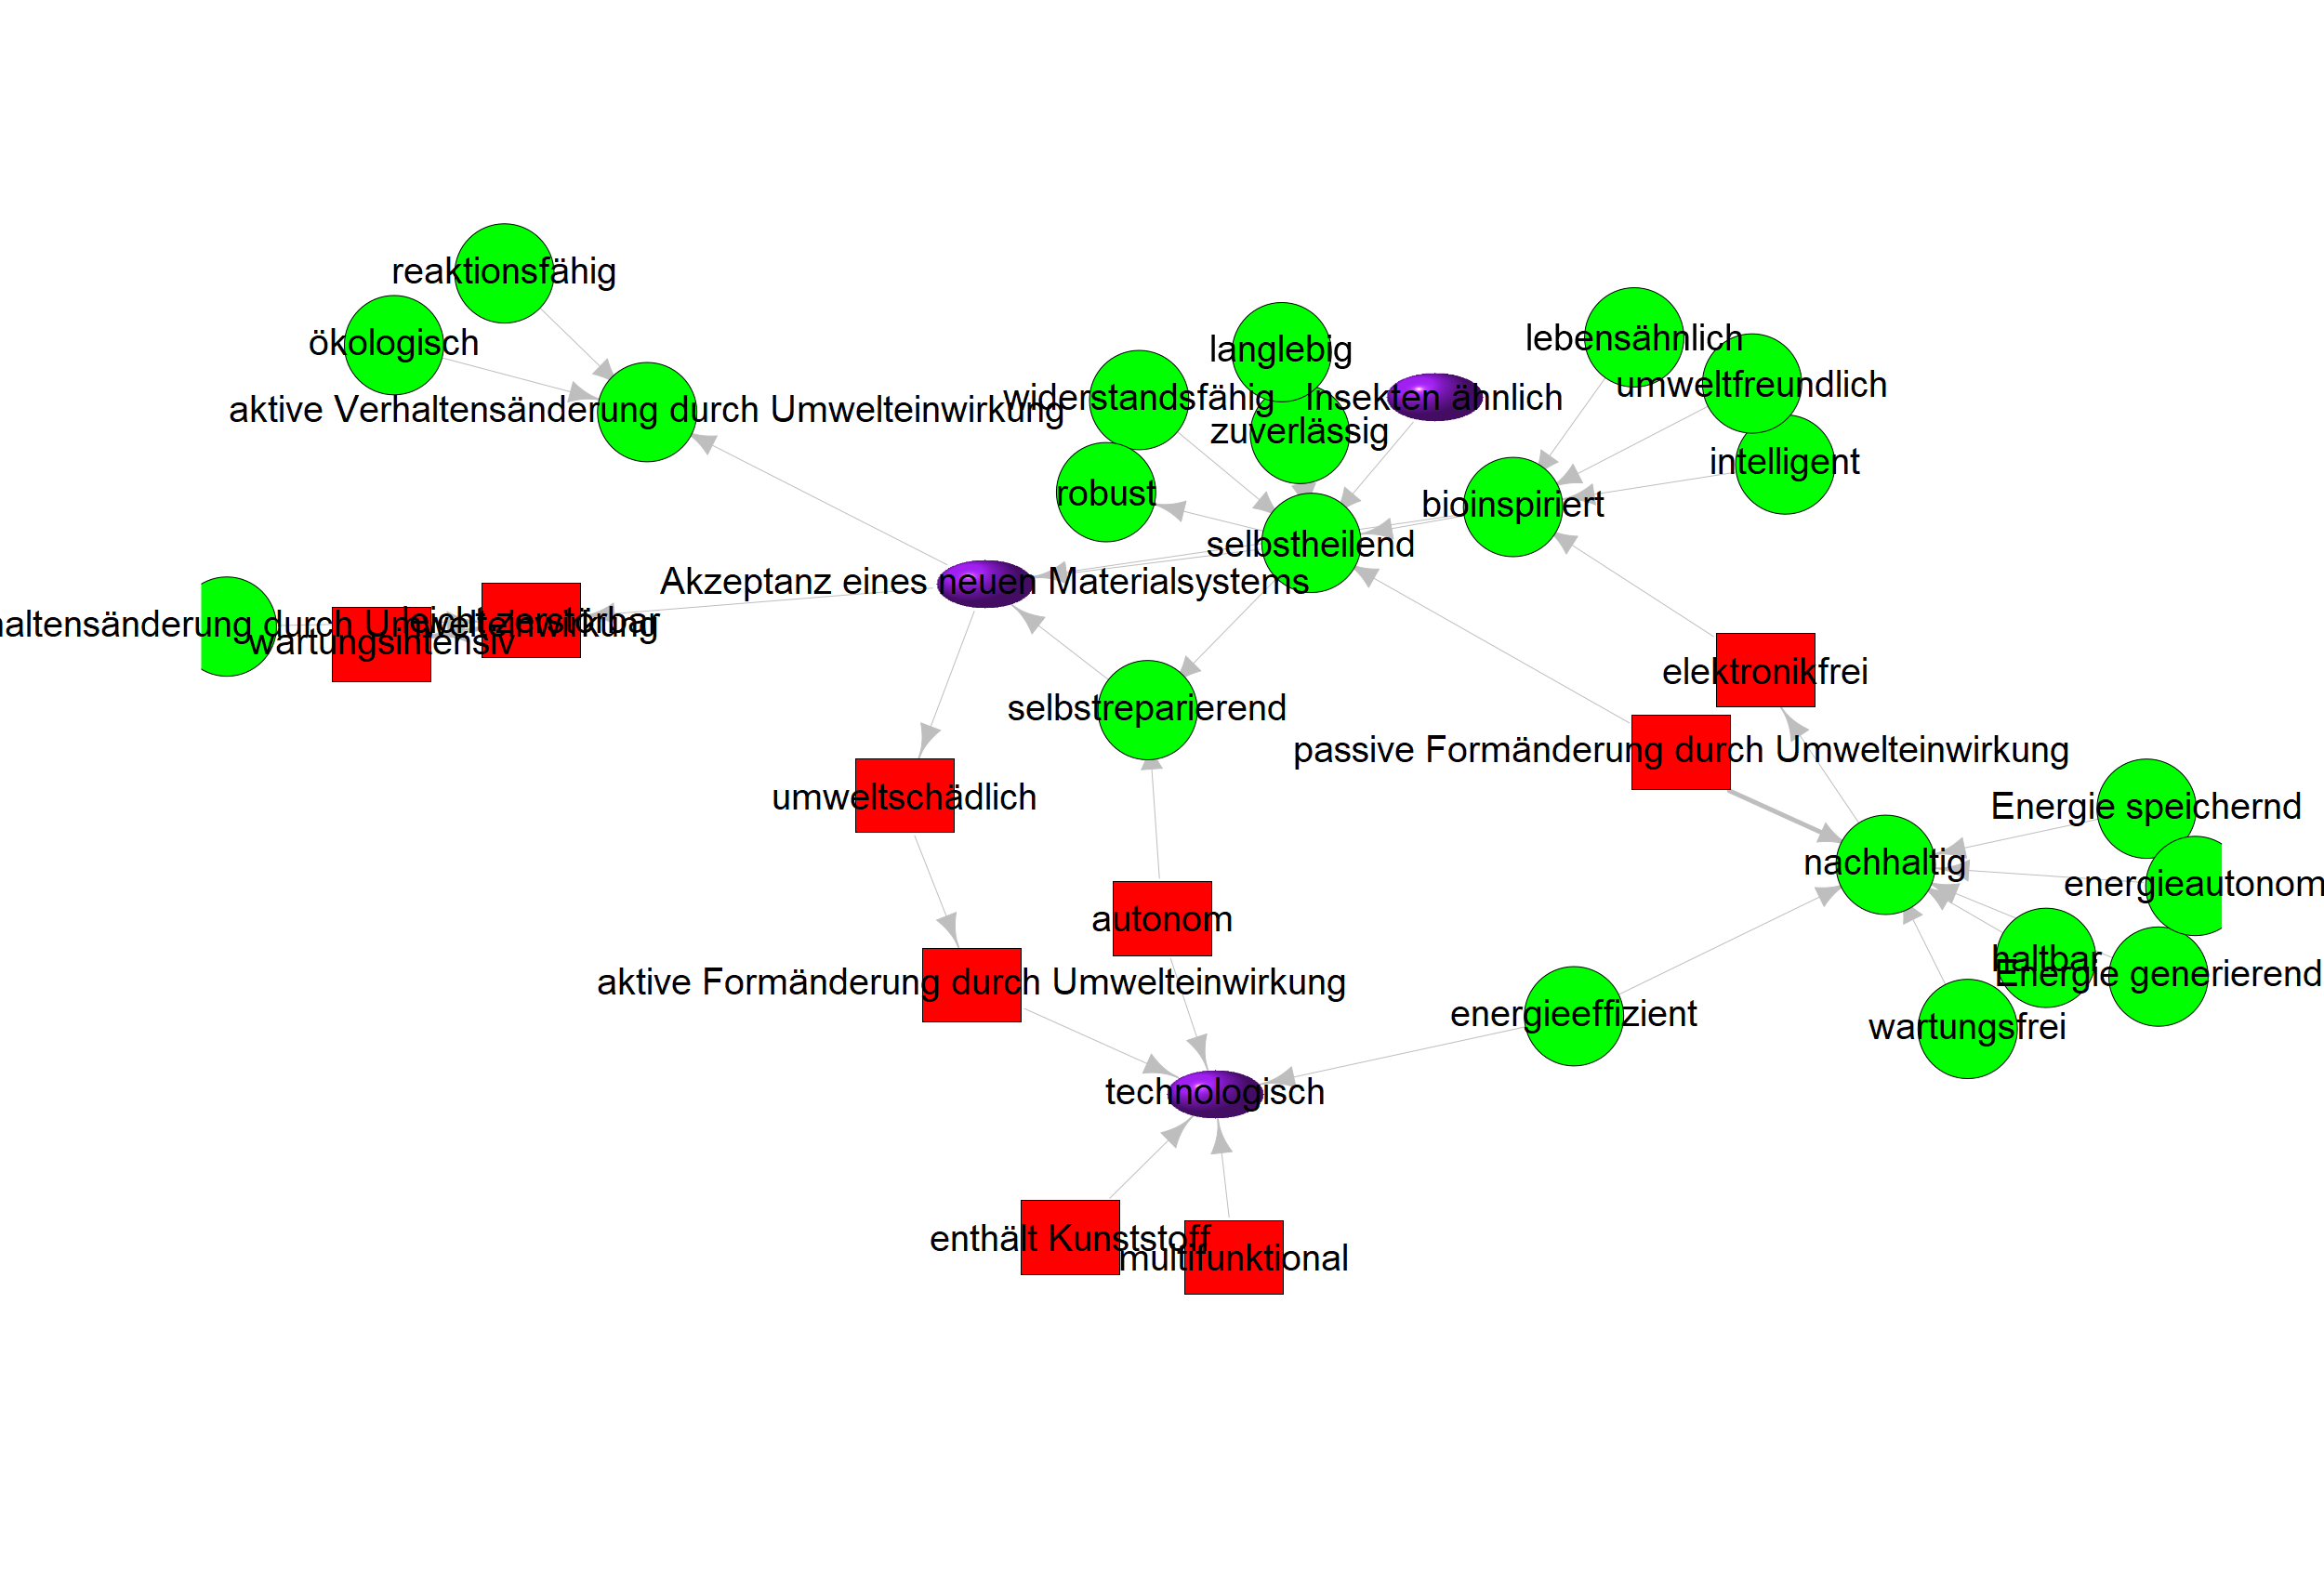 reaktionsfähig
ökologisch
aktive Verhaltensänderung durch Umwelteinwirkung
langlebig
widerstandsfähig
Insekten ähnlich
zuverlässig
robust
lebensähnlich
umweltfreundlich
intelligent
bioinspiriert
selbstheilend
Akzeptanz eines neuen Materialsystems
haltensänderung durch Umwelteinwirkung
leicht zerstörbar
wartungsintensiv
elektronikfrei
selbstreparierend
passive Formänderung durch Umwelteinwirkung
umweltschädlich
Energie speichernd
nachhaltig
energieautonom
autonom
haltbar
Energie generierend
aktive Formänderung durch Umwelteinwirkung
energieeffizient
wartungsfrei
technologisch
enthält Kunststoff
multifunktional